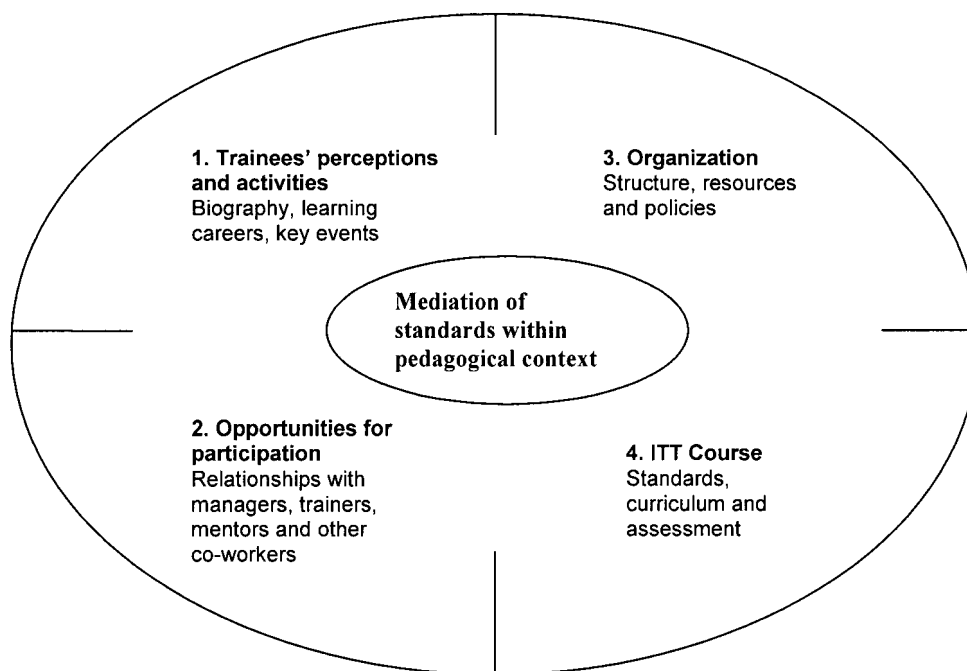 1. Trainees' perceptions
and activities
Biography, learning
careers, key events
3. Organization
Structure, resources
and policies
Mediation of
standards within
pedagogical context
2. Opportunities for
participation
Relationships with
managers, trainers,
mentors and other
co-workers
4. ITT Course
Standards,
curriculum and
assessment